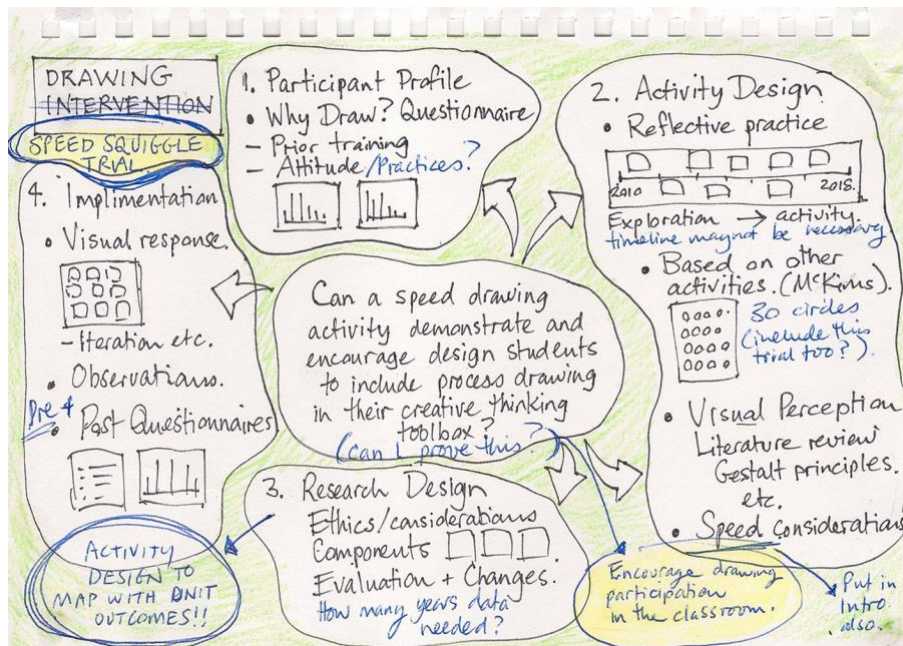 DRAWING
INTERVENTION
SPEED SQUIGGLE
TRIAL
1. Participant Profile
• Why Draw? Questionnaire
- Prior training
- Attitude/Practices?
2. Activity Design
• Reflective practice
2010 2018.
Exploration → activity.
timeline may not be necessary
• Based on other
activities. (McKims).
30 circles
(include this
trial too?).
• Visual Perception
Literature review
Gestalt principles.
etc.
• Speed considerations
Put in
Intro
also.
Can a speed drawing
activity demonstrate and
encourage design students
to include process drawing
in their creative thinking
toolbox?
(can I prove this?)
3. Research Design
Ethics/considerations
Components
Evaluation + Changes.
How many years data
needed?
Encourage drawing
participation
in the classroom.
4. Implimentation
• Visual response.
- Iteration etc.
• Observations.
Pre +
• Post Questionnaires
ACTIVITY
DESIGN TO
MAP WITH UNIT
OUTCOMES!!